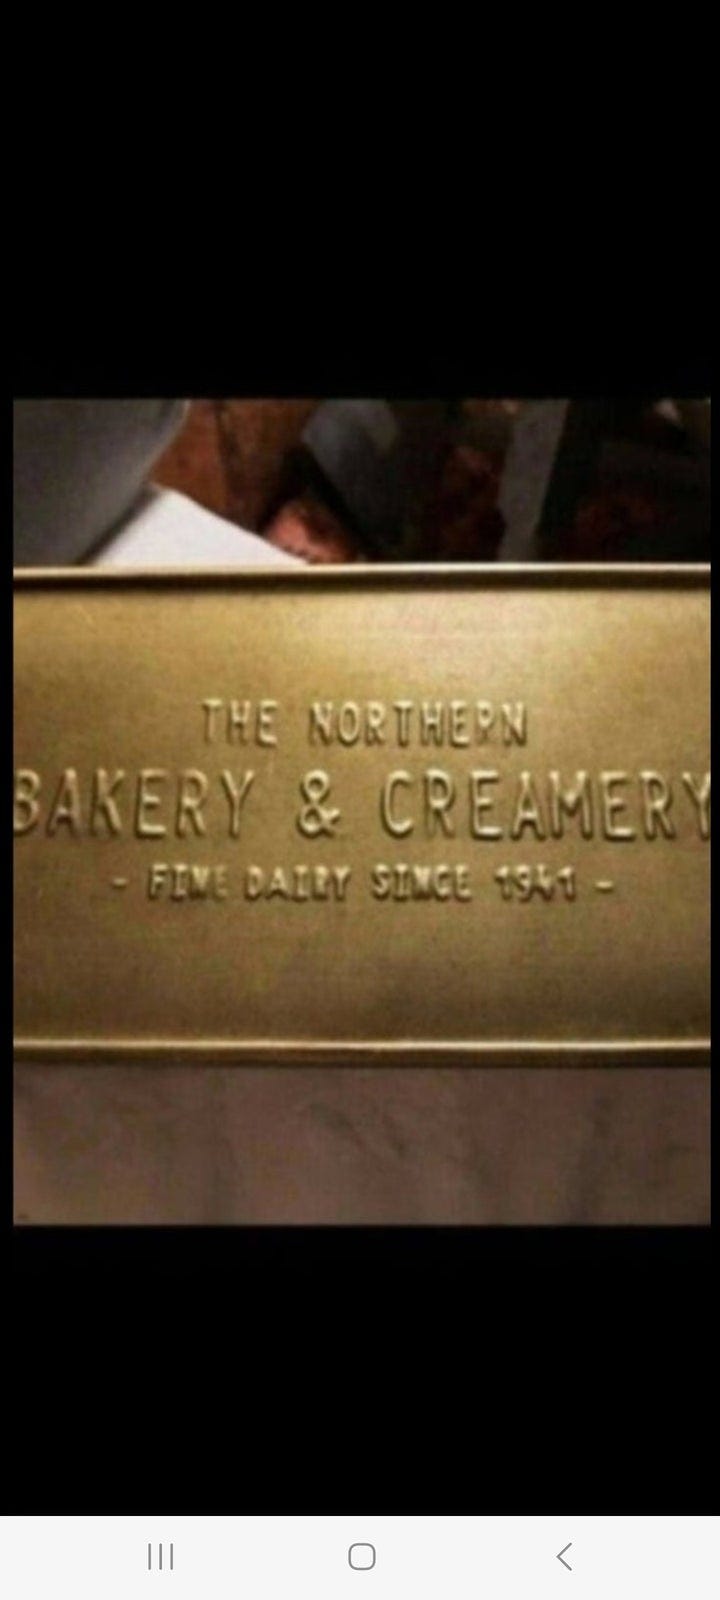 THE NORTHERN
BAKERY & CREAMERY
- FINE DAIRY SINCE 1941 -